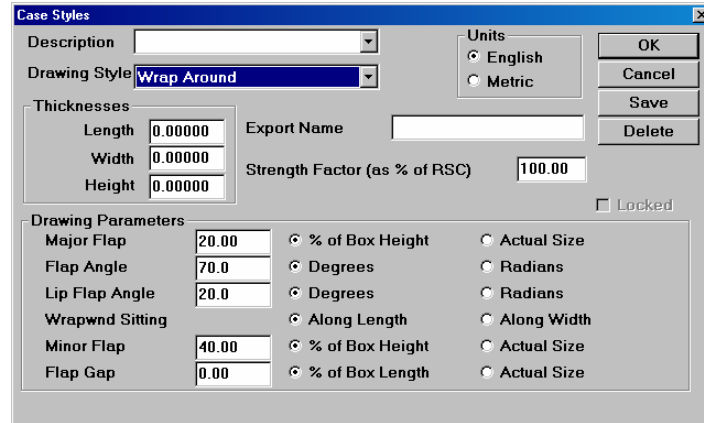 Case Styles
Description
Units
English
Metric
OK
Cancel
Save
Delete
Drawing Style Wrap Around
Thicknesses
Length 0.00000
Width 0.00000
Height 0.00000
Export Name
Strength Factor (as % of RSC) 100.00
Locked
Drawing Parameters
Major Flap 20.00 % of Box Height Actual Size
Flap Angle 70.0 Degrees Radians
Lip Flap Angle 20.0 Degrees Radians
Wrapwnd Sitting Along Length Along Width
Minor Flap 40.00 % of Box Height Actual Size
Flap Gap 0.00 % of Box Length Actual Size